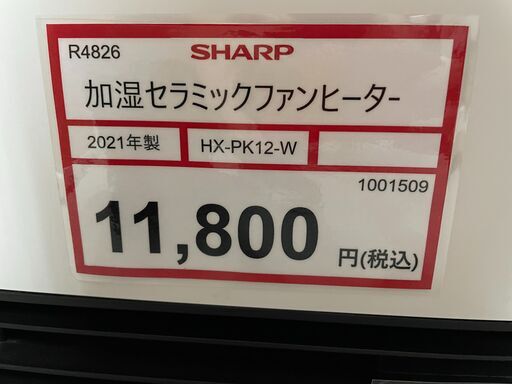 R4826 SHARP
加湿セラミックファンヒーター
2021年製 HX-PK12-W
1001509
11,800 円(税込)